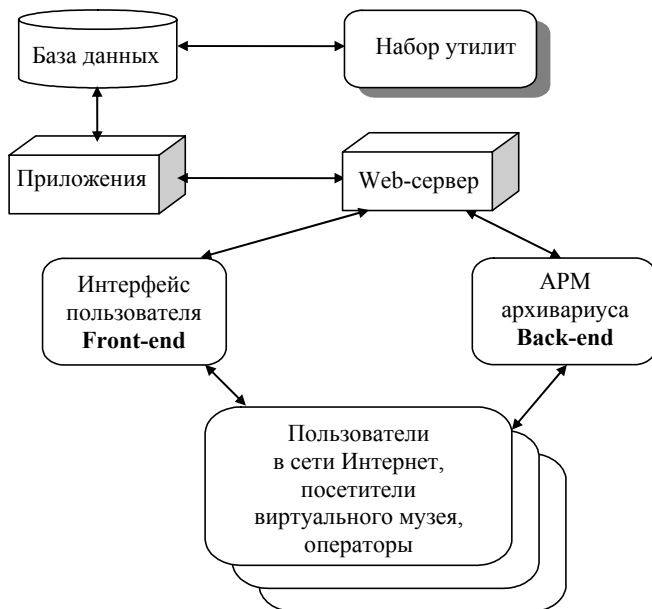 База данных
Набор утилит
Приложения
Web-сервер
Интерфейс
пользователя
Front-end
АРМ
архивариуса
Back-end
Пользователи
в сети Интернет,
посетители
виртуального музея,
операторы